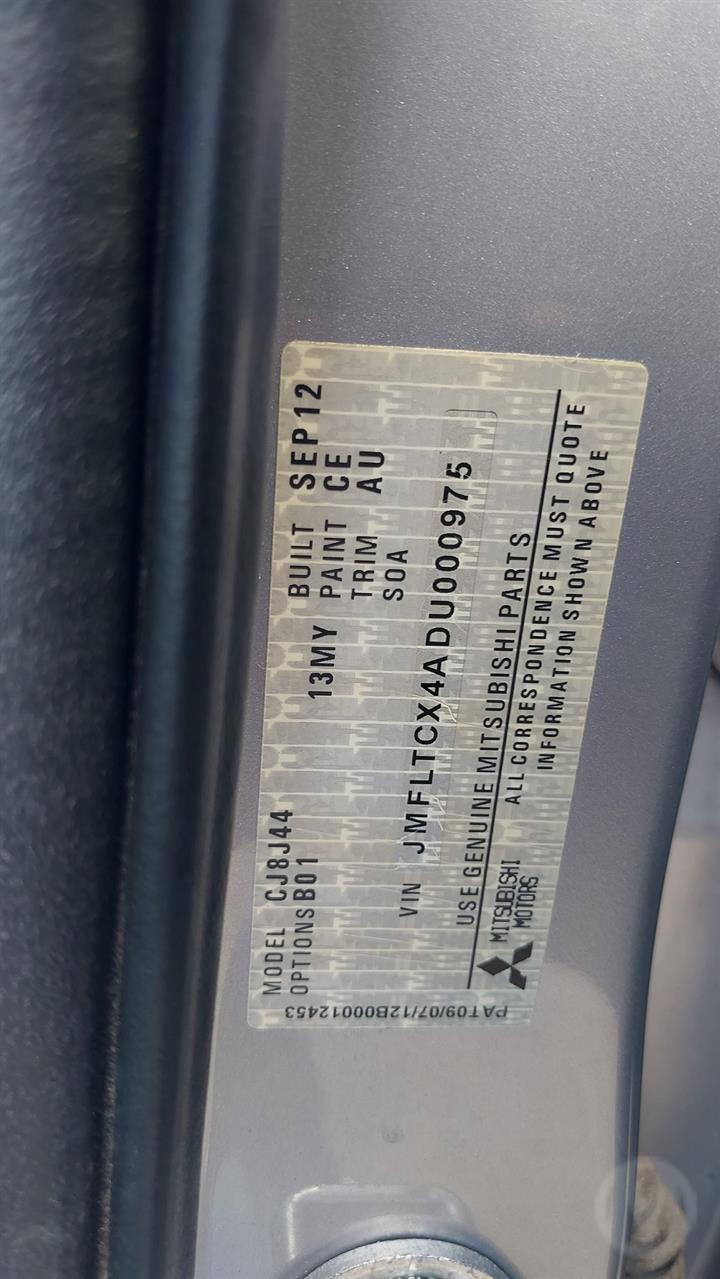 MODEL CJ8J44 BUILT SEP12
OPTIONS B01 13MY PAINT CE
TRIM AU
SOA
VIN JMFLTCX4ADU000975
USE GENUINE MITSUBISHI PARTS
MITSUBISHI MOTORS
ALL CORRESPONDENCE MUST QUOTE
INFORMATION SHOWN ABOVE
PAT09/07/12B00012453